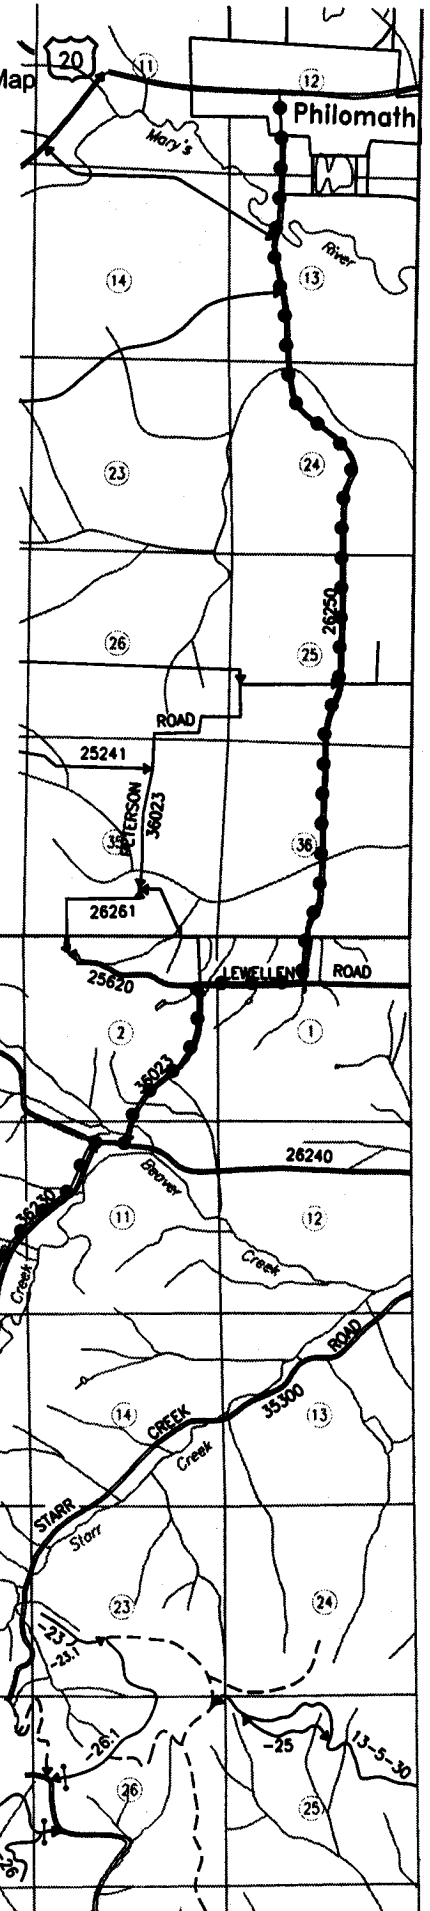 20
11
12
Map
Philomath
Mary's
River
14
13
23
24
26250
26
25
ROAD
25241
PETERSON
36023
35
36
26261
LEWELLEN ROAD
25620
2
1
36023
26240
Beaver
36230
11
12
Creek
Creek
ROAD
35300
14
13
CREEK
Creek
STARR
Starr
23
24
-23
-23.1
-26.1
-25
13-5-30
26
25
-26